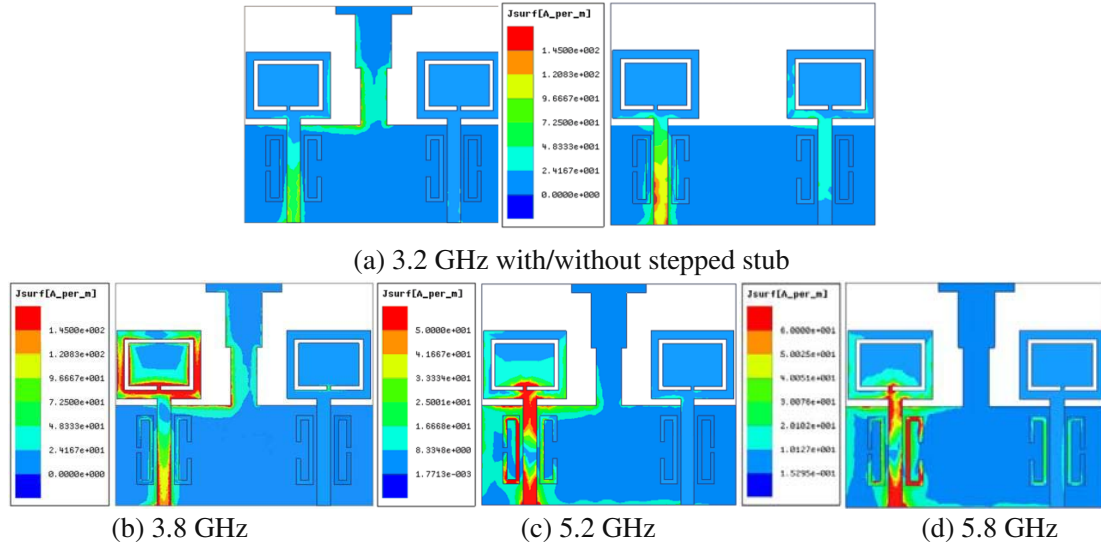 Jsurf[A_per_m]
1.4500e+002
1.2083e+002
9.6667e+001
7.2500e+001
4.8333e+001
2.4167e+001
0.0000e+000
(a) 3.2 GHz with/without stepped stub
Jsurf[A_per_m]
1.4500e+002
1.2083e+002
9.6667e+001
7.2500e+001
4.8333e+001
2.4167e+001
0.0000e+000
Jsurf[A_per_m]
5.0000e+001
4.1667e+001
3.3334e+001
2.5001e+001
1.6668e+001
8.3348e+000
1.7713e-003
Jsurf[A_per_m]
6.0000e+001
5.0025e+001
4.0051e+001
3.0076e+001
2.0102e+001
1.0127e+001
1.5295e-001
(b) 3.8 GHz
(c) 5.2 GHz
(d) 5.8 GHz